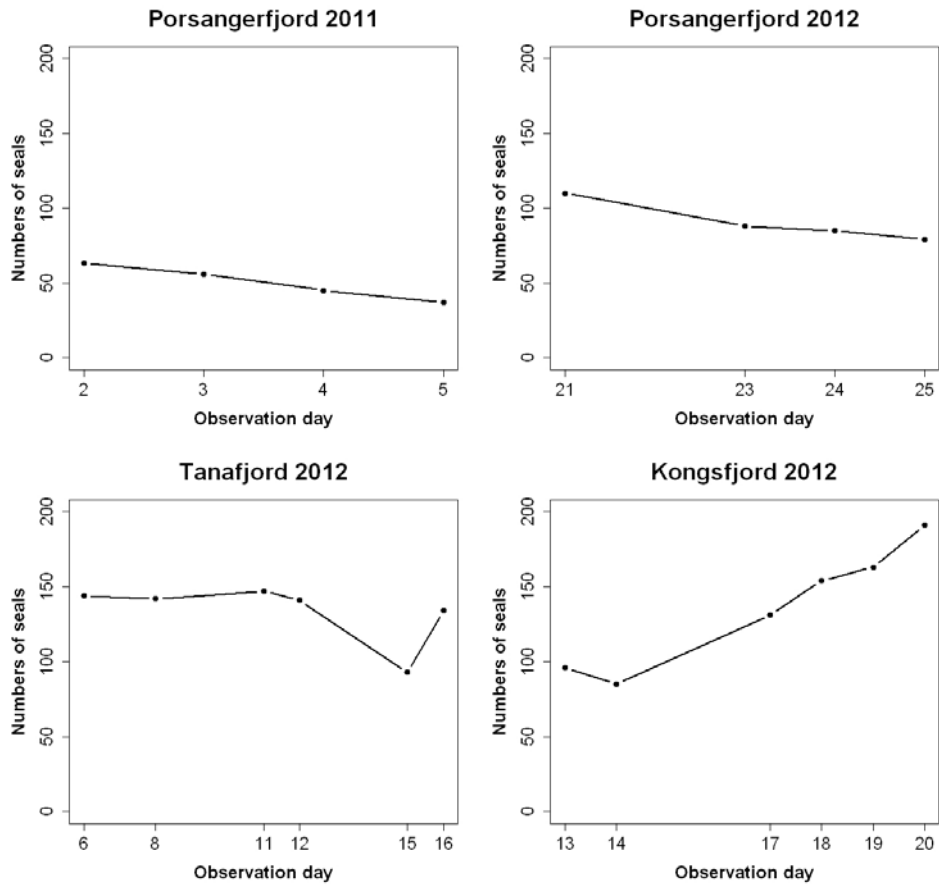 Porsangerfjord 2011
Numbers of seals
200
150
100
50
0
2 3 4 5
Observation day
Porsangerfjord 2012
Numbers of seals
200
150
100
50
0
21 23 24 25
Observation day
Tanafjord 2012
Numbers of seals
200
150
100
50
0
6 8 11 12 15 16
Observation day
Kongsfjord 2012
Numbers of seals
200
150
100
50
0
13 14 17 18 19 20
Observation day